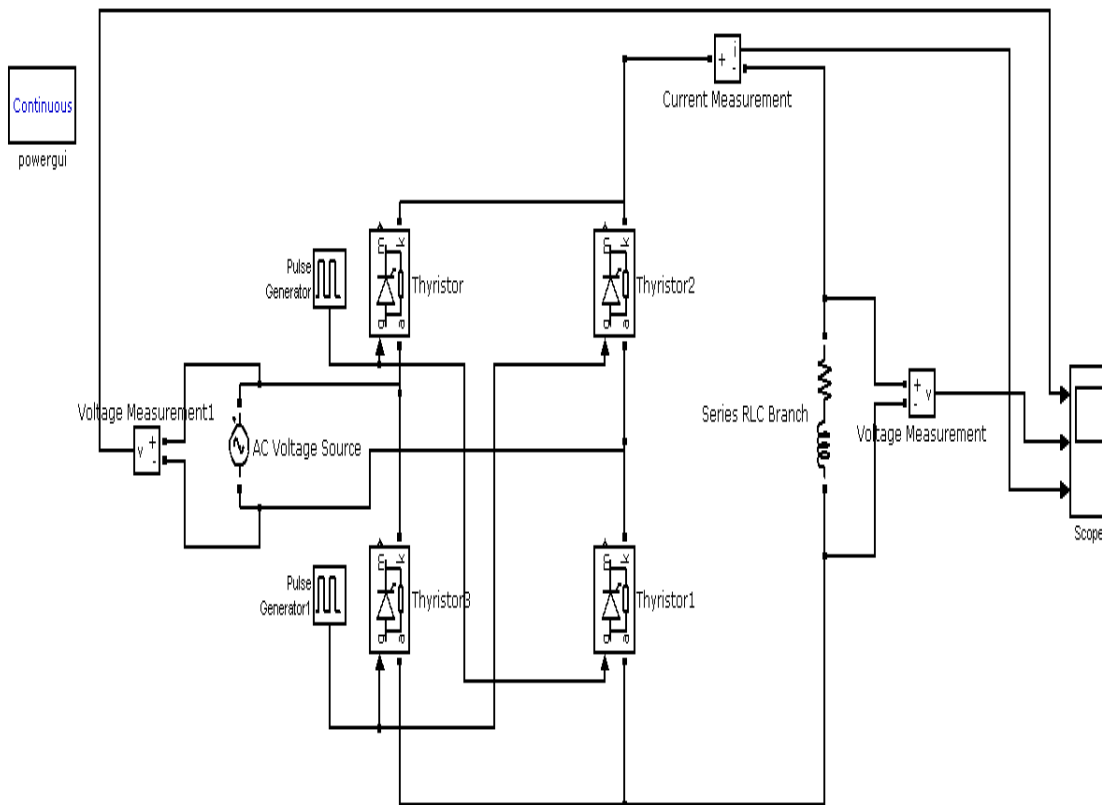 i
+
-
Current Measurement
Continuous
powergui
m k
g a
Thyristor
m k
g a
Thyristor2
Pulse
Generator
Voltage Measurement1
v
+
-
AC Voltage Source
Series RLC Branch
+
-
v
Voltage Measurement
Scope
Pulse
Generator1
m k
g a
Thyristor3
m k
g a
Thyristor1